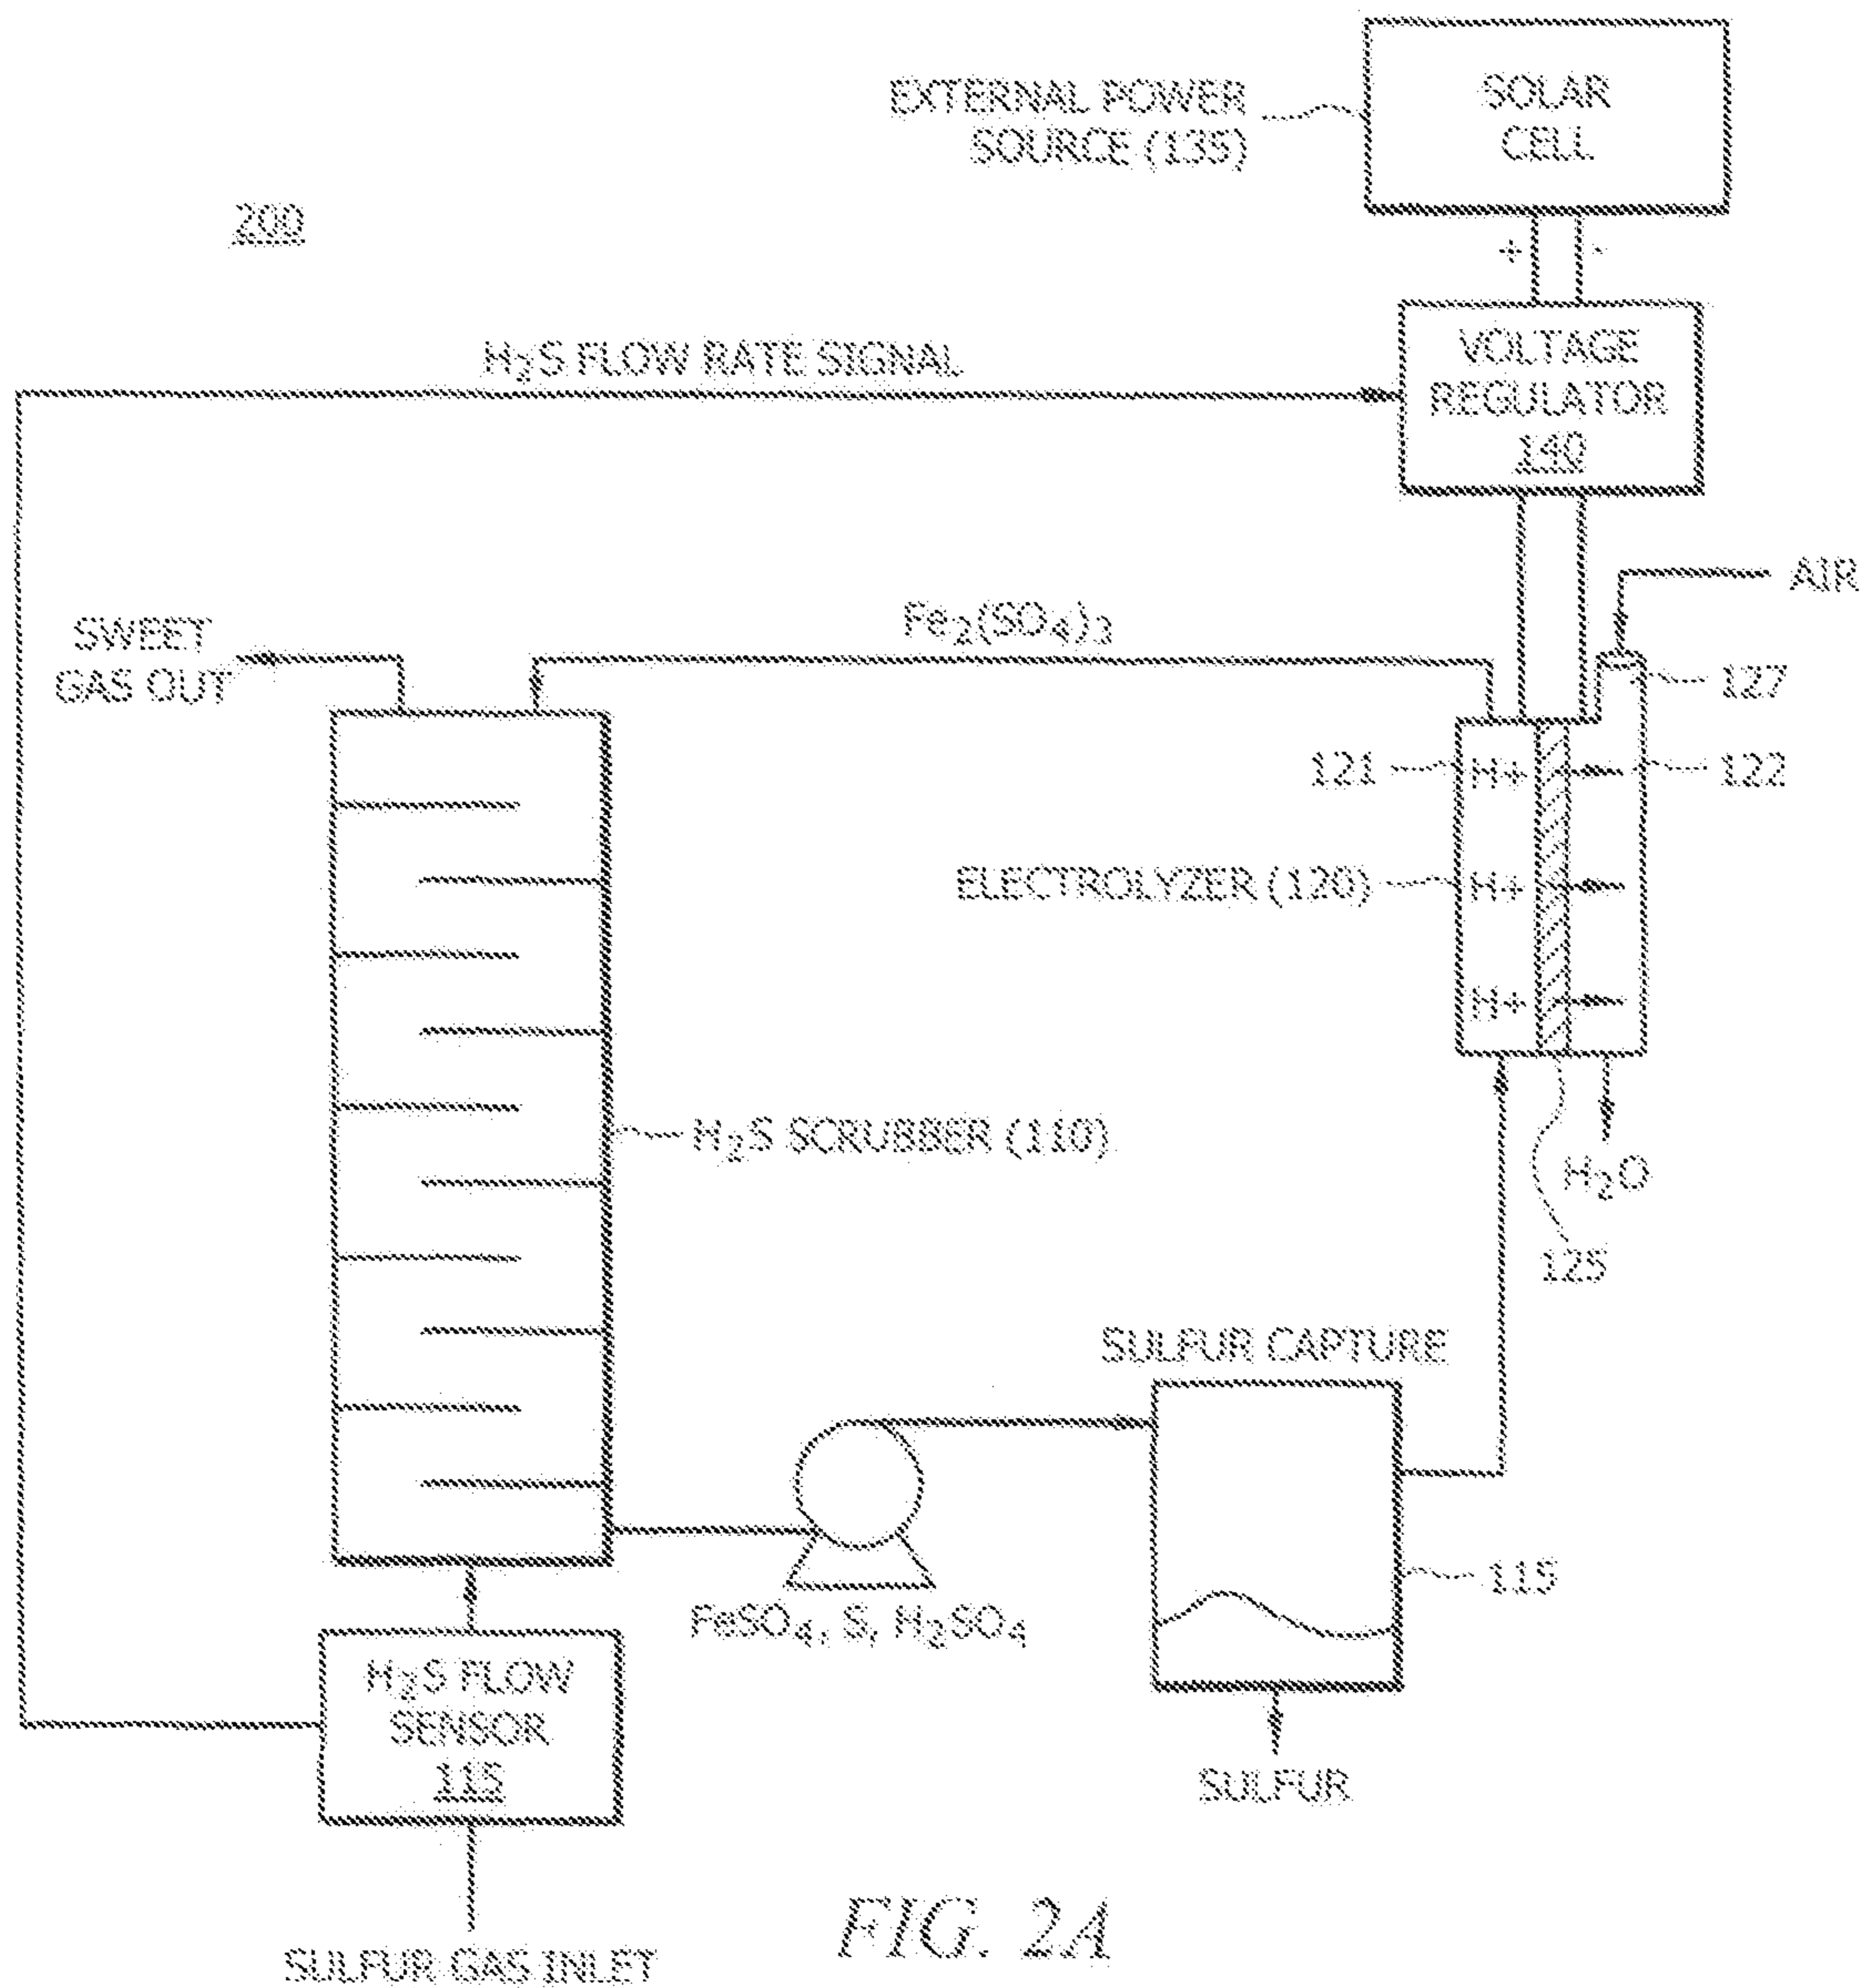 SOLAR
CELL
EXTERNAL POWER
SOURCE (135)
200
+ -
H₂S FLOW RATE SIGNAL
VOLTAGE
REGULATOR
140
AIR
SWEET
GAS OUT
Fe₂(SO₄)₃
127
121
H+
122
ELECTROLYZER (120)
H+
H+
H₂S SCRUBBER (110)
H₂O
125
SULFUR CAPTURE
115
FeSO₄, S, H₂SO₄
H₂S FLOW
SENSOR
115
SULFUR
SULFUR GAS INLET
FIG. 2A